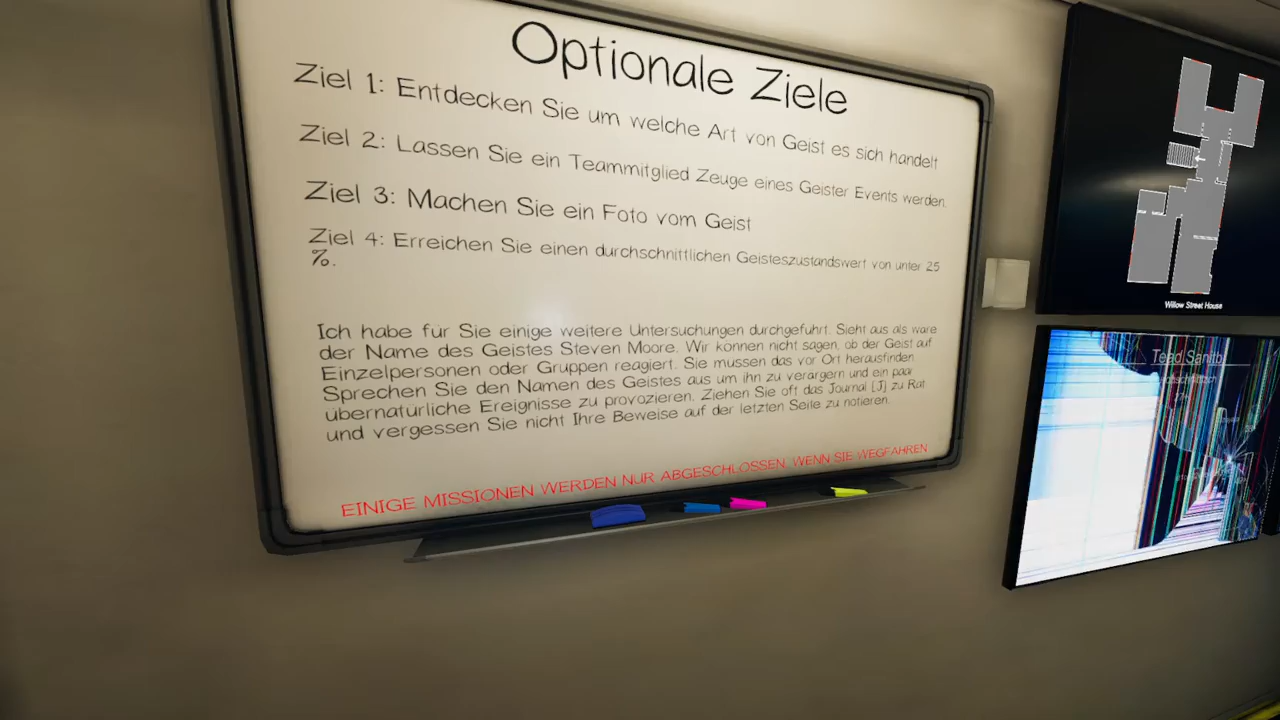 Optionale Ziele
Ziel 1: Entdecken Sie um welche Art von Geist es sich handelt
Ziel 2: Lassen Sie ein Teammitglied Zeuge eines Geister Events werden.
Ziel 3: Machen Sie ein Foto vom Geist
Ziel 4: Erreichen Sie einen durchschnittlichen Geisteszustandswert von unter 25
%.
Ich habe für Sie einige weitere Untersuchungen durchgeführt. Sieht aus als ware
der Name des Geistes Steven Moore. Wir konnen nicht sagen, ob der Geist auf
Einzelpersonen oder Gruppen reagiert. Sie mussen das vor Ort herausfinden.
Sprechen Sie den Namen des Geistes aus um ihn zu verargern und ein paar
übernatürliche Ereignisse zu provozieren. Ziehen Sie oft das Journal [J] zu Rat
und vergessen Sie nicht Ihre Beweise auf der letzten Seite zu notieren.
EINIGE MISSIONEN WERDEN NUR ABGESCHLOSSEN, WENN SIE WEGFAHREN
Willow Street House